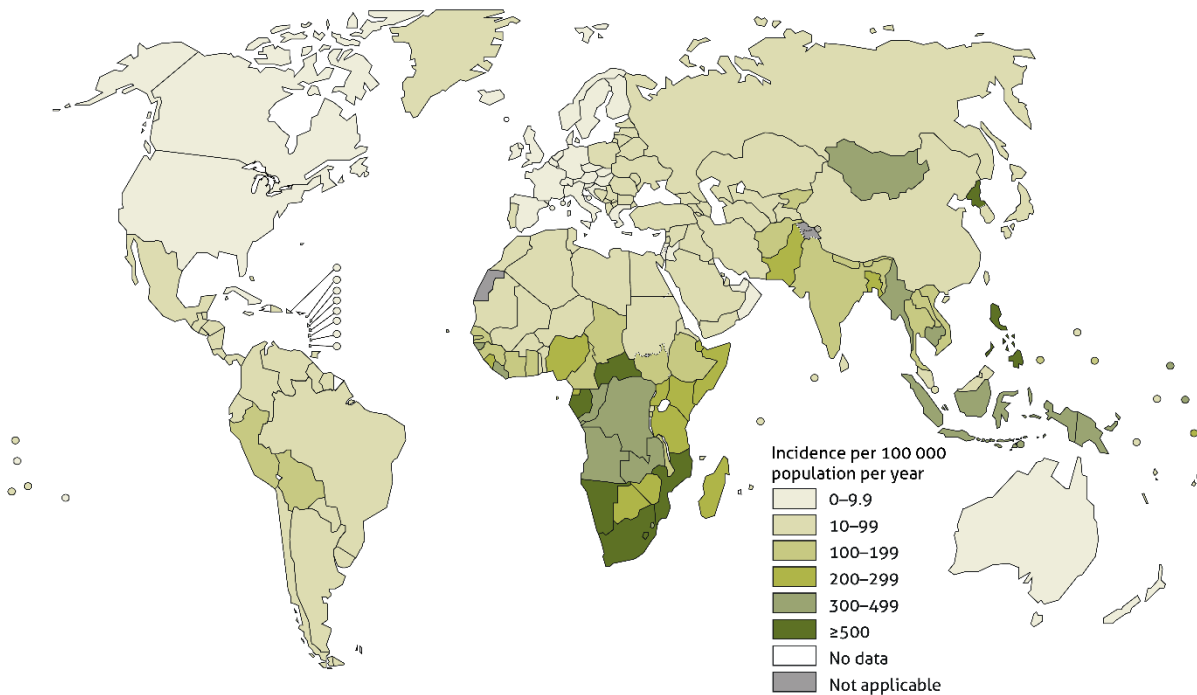 Incidence per 100 000
population per year
0–9.9
10–99
100–199
200–299
300–499
≥500
No data
Not applicable